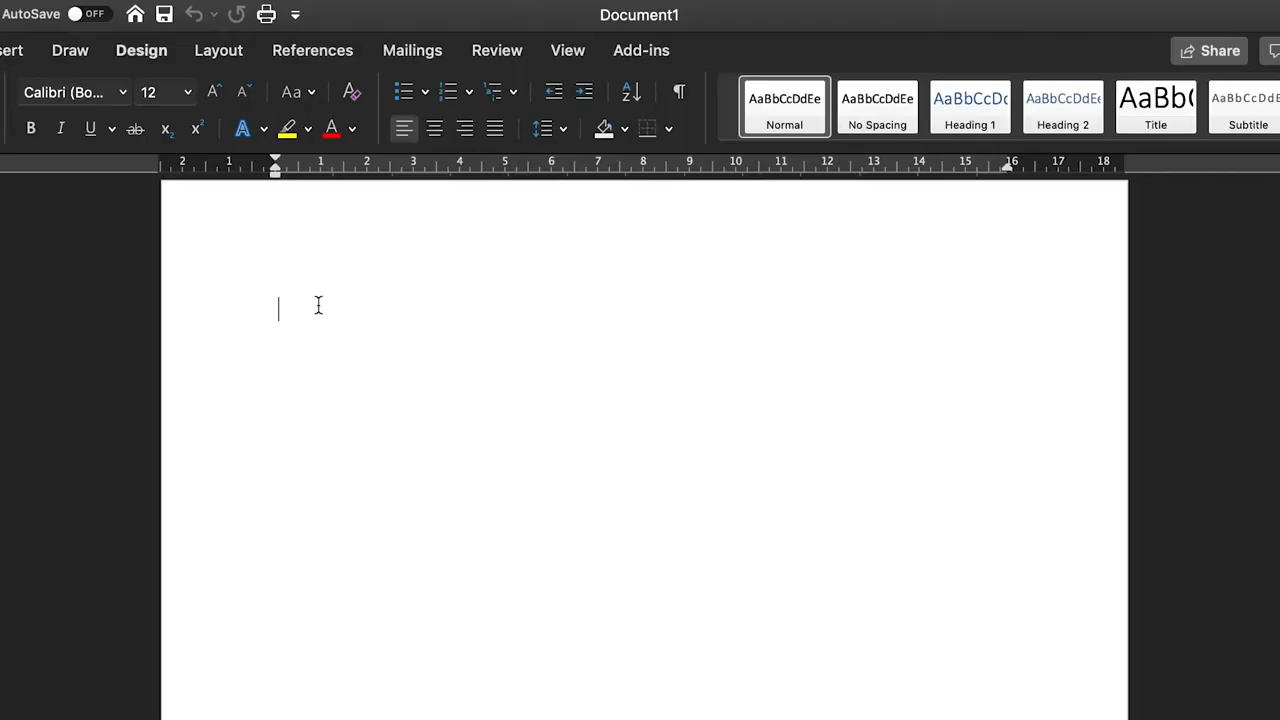 AutoSave OFF Document1
ert Draw Design Layout References Mailings Review View Add-ins Share
Calibri (Bo... 12 Aa AaBbCcDdEe AaBbCcDdEe AaBbCcDc AaBbCcDdEe AaBb( AaBbCcDdE
Normal No Spacing Heading 1 Heading 2 Title Subtitle
B I U ab x2 x2 A A
2 1 1 2 3 4 5 6 7 8 9 10 11 12 13 14 15 16 17 18